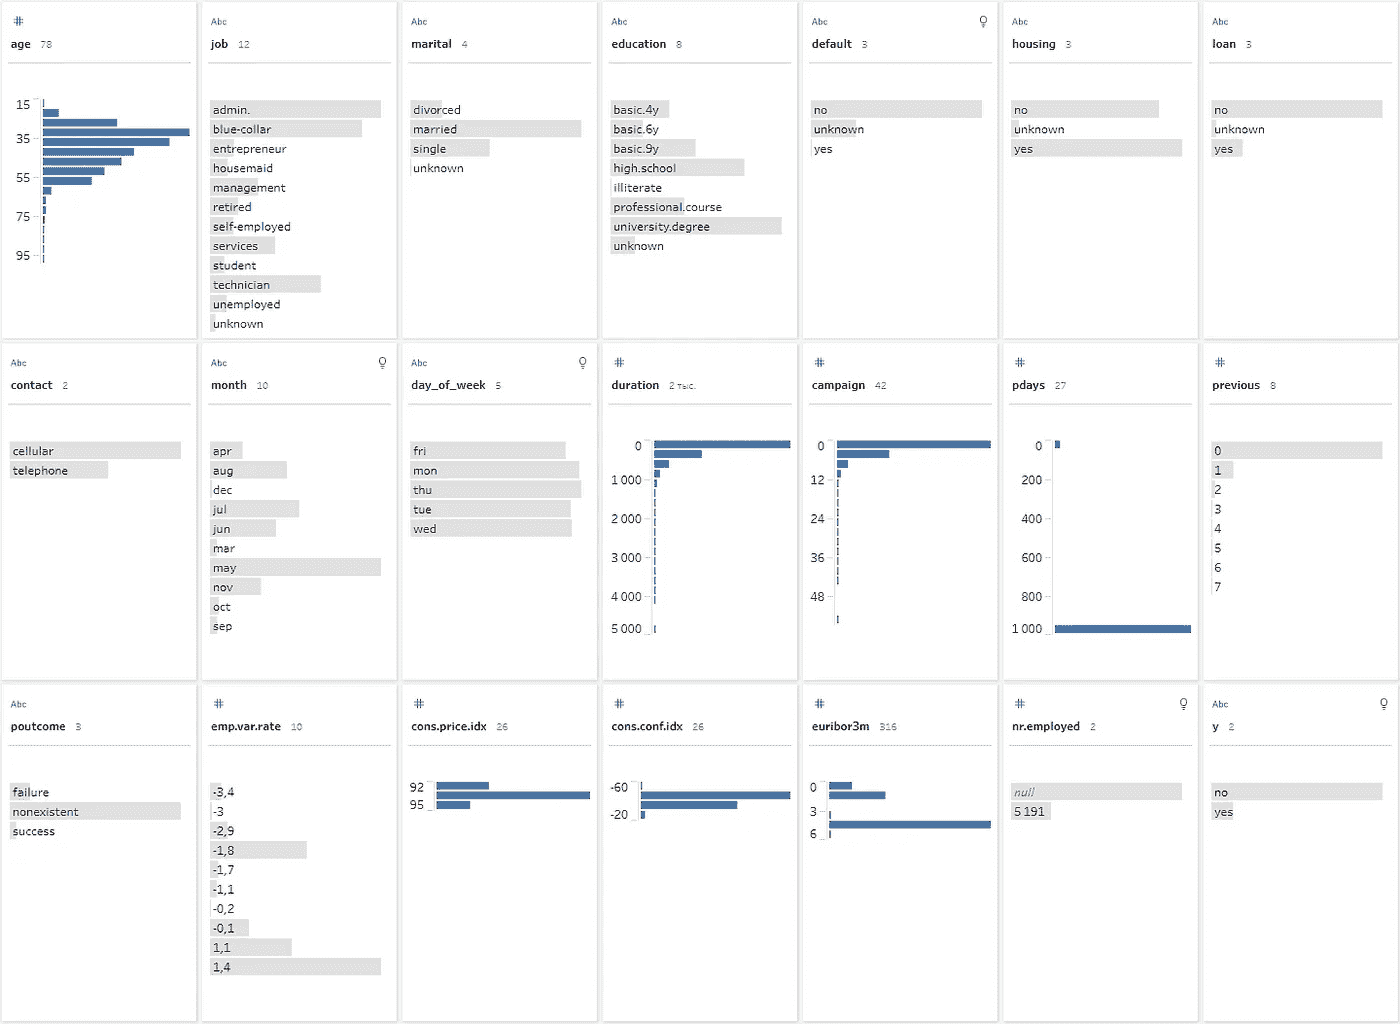 #
age 78
15
35
55
75
95
Abc
job 12
admin.
blue-collar
entrepreneur
housemaid
management
retired
self-employed
services
student
technician
unemployed
unknown
Abc
marital 4
divorced
married
single
unknown
Abc
education 8
basic.4y
basic.6y
basic.9y
high.school
illiterate
professional.course
university.degree
unknown
Abc
default 3
no
unknown
yes
Abc
housing 3
no
unknown
yes
Abc
loan 3
no
unknown
yes
Abc
contact 2
cellular
telephone
Abc
month 10
apr
aug
dec
jul
jun
mar
may
nov
oct
sep
Abc
day_of_week 5
fri
mon
thu
tue
wed
#
duration 2 тыс.
0
1 000
2 000
3 000
4 000
5 000
#
campaign 42
0
12
24
36
48
#
pdays 27
0
200
400
600
800
1 000
#
previous 8
0
1
2
3
4
5
6
7
Abc
poutcome 3
failure
nonexistent
success
#
emp.var.rate 10
-3,4
-3
-2,9
-1,8
-1,7
-1,1
-0,2
-0,1
1,1
1,4
#
cons.price.idx 26
92
95
#
cons.conf.idx 26
-60
-20
#
euribor3m 316
0
3
6
#
nr.employed 2
null
5 191
Abc
y 2
no
yes